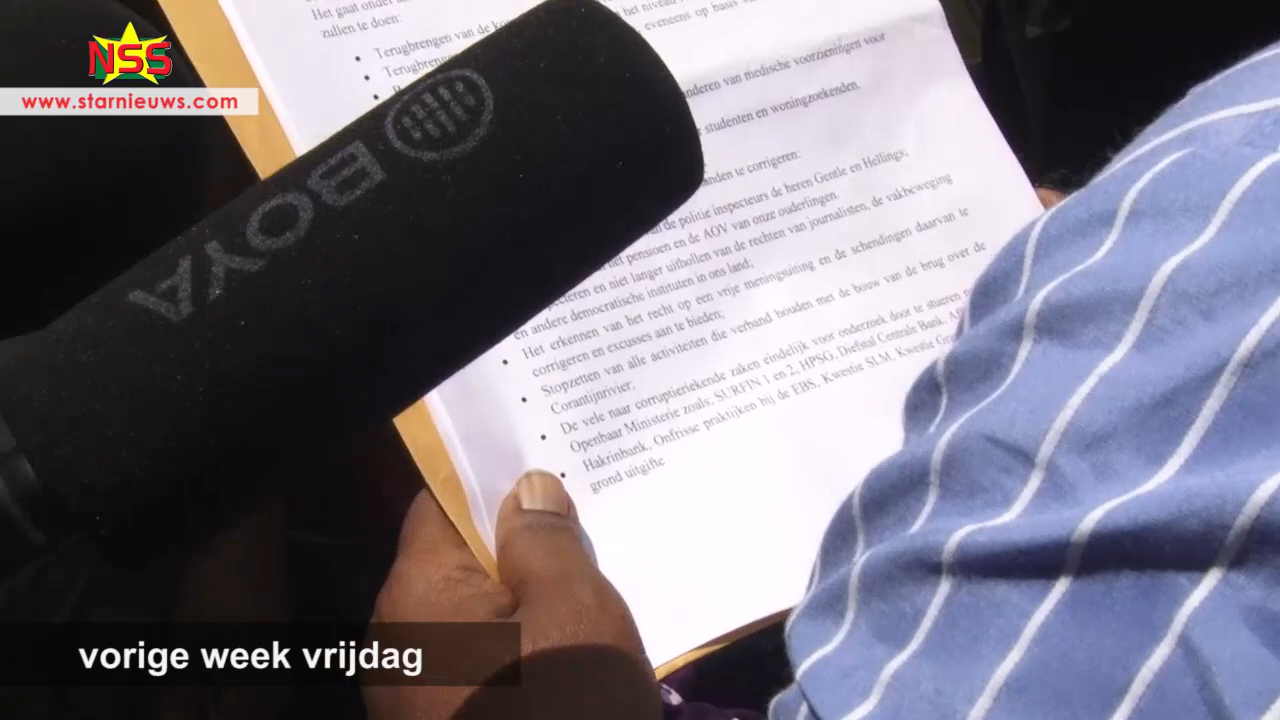 NSS
www.starnieuws.com
Het gaat onder
zullen te doen:
het niveau
eveneens op basis
Terugbrengen van de
Terugbrengen
anderen van medische voorzieningen voor
studenten en woningzoekenden.
anden te corrigeren:
de politie inspecteurs de heren Gentle en Hellings;
het pensioen en de AOV van onze ouderlingen.
en niet langer uithollen van de rechten van journalisten, de vakbeweging
en andere democratische instituten in ons land;
Het erkennen van het recht op een vrije meningsuiting en de schendingen daarvan te
corrigeren en excusses aan te bieden;
Stopzetten van alle activiteiten die verband houden met de bouw van de brug over de
Corantijnrivier;
De vele naar corruptieriekende zaken eindelijk voor onderzoek door te stueren
Openbaar Ministerie zoals; SURFIN 1 en 2, HPSG, Diefstal Centrale Bank,
Hakrinbank, Onfrisse praktijken bij de EBS, Kwestie SLM, Kwestie
grond uitgifte
BOYA
vorige week vrijdag